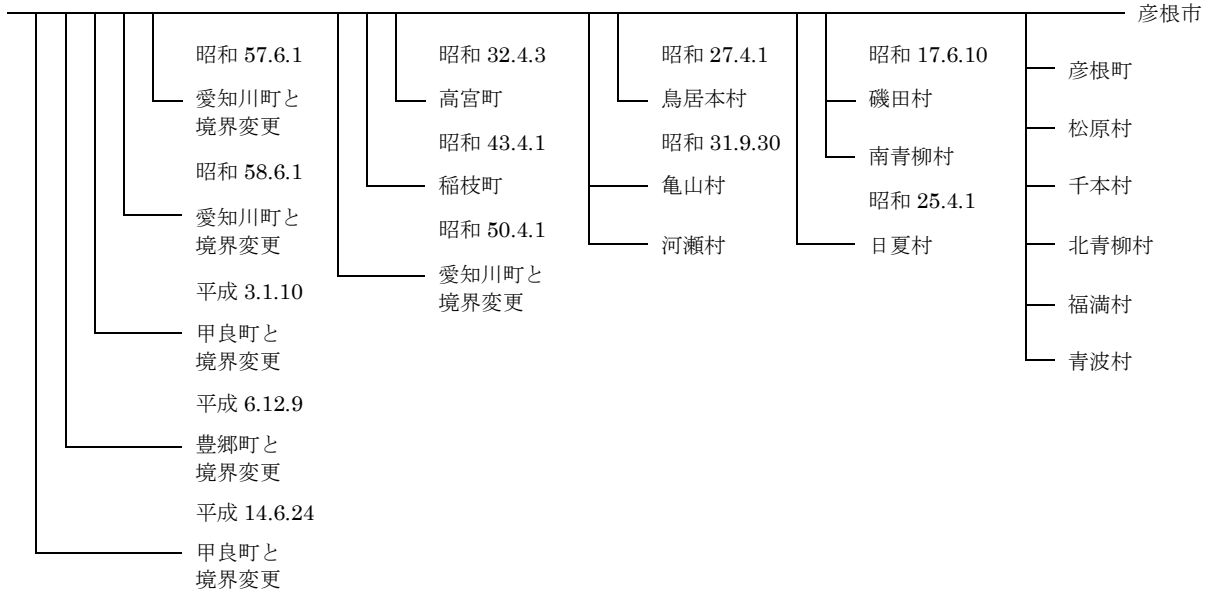 彦根市
彦根町
松原村
千本村
北青柳村
福満村
青波村
昭和 17.6.10
磯田村
南青柳村
昭和 25.4.1
日夏村
昭和 27.4.1
鳥居本村
昭和 31.9.30
亀山村
河瀬村
昭和 32.4.3
高宮町
昭和 43.4.1
稲枝町
昭和 50.4.1
愛知川町と
境界変更
昭和 57.6.1
愛知川町と
境界変更
昭和 58.6.1
愛知川町と
境界変更
平成 3.1.10
甲良町と
境界変更
平成 6.12.9
豊郷町と
境界変更
平成 14.6.24
甲良町と
境界変更